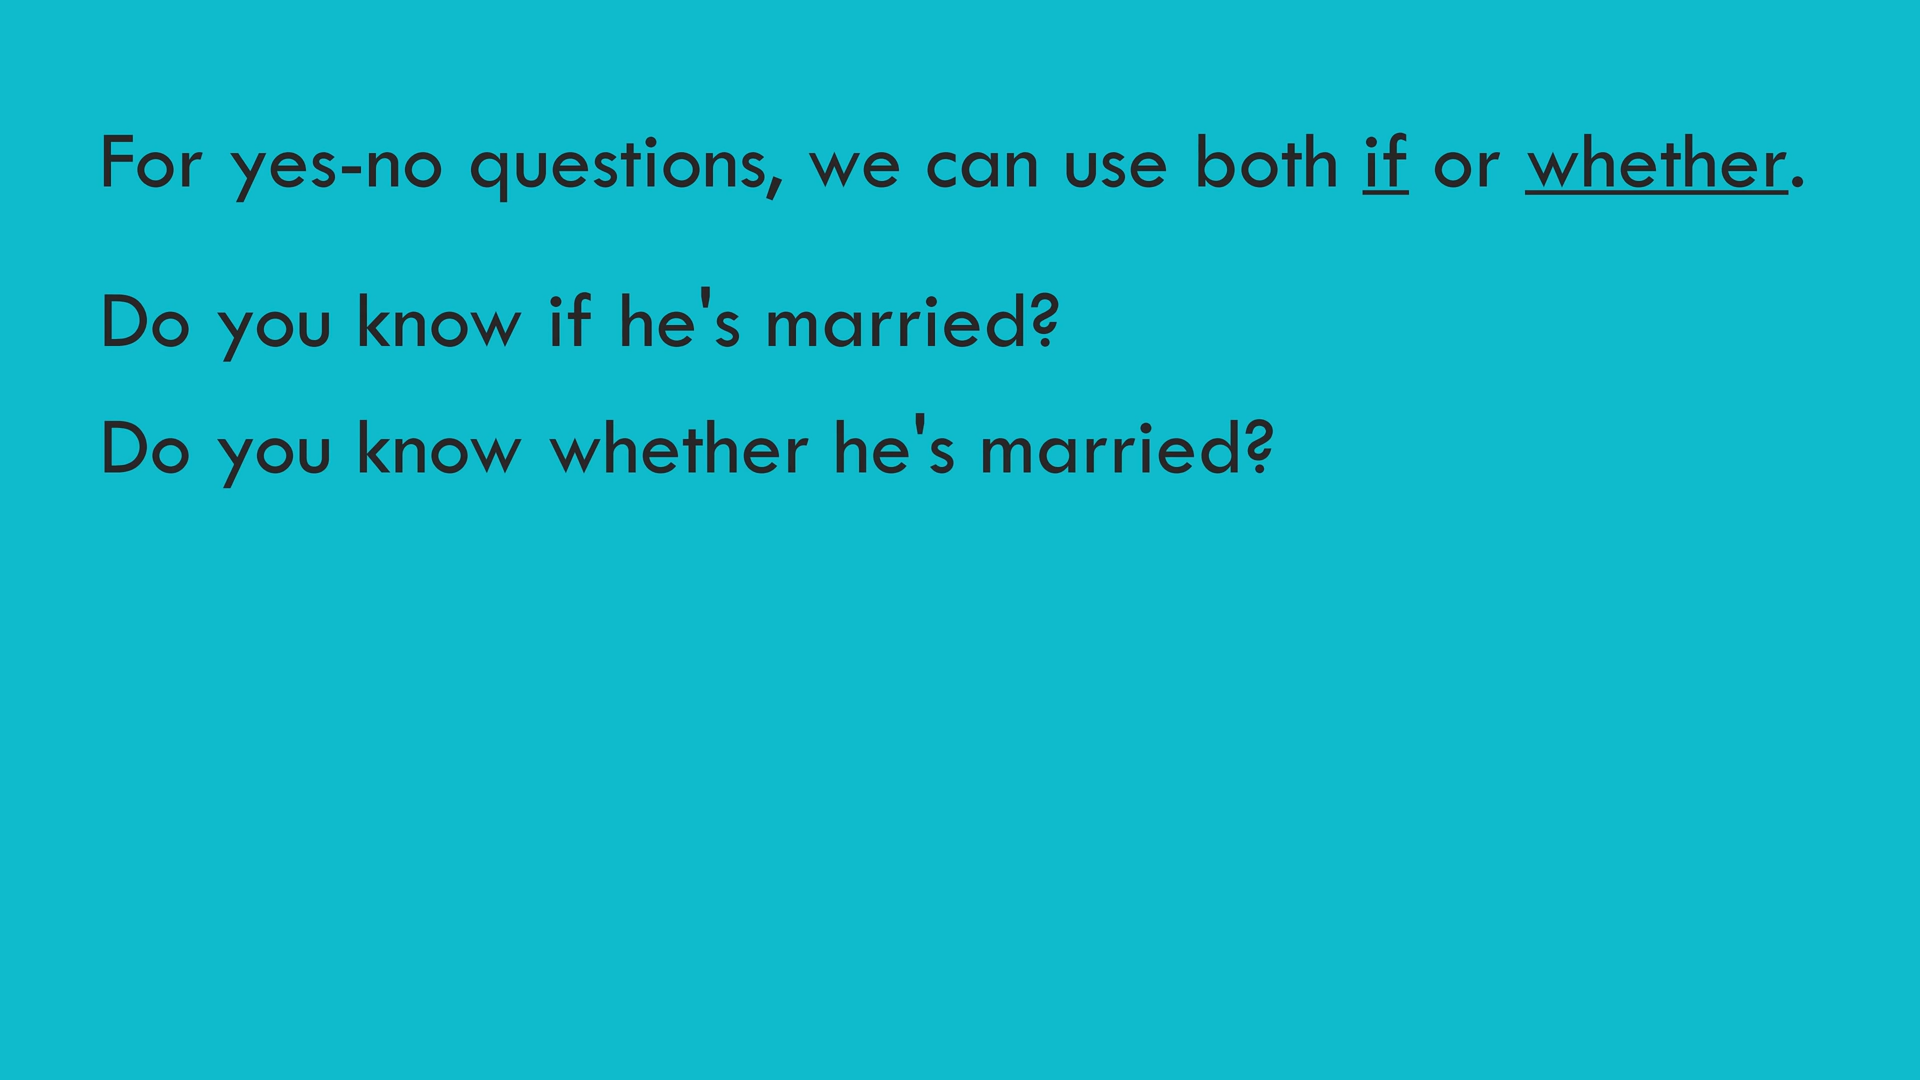 For yes-no questions, we can use both if or whether.
Do you know if he's married?
Do you know whether he's married?